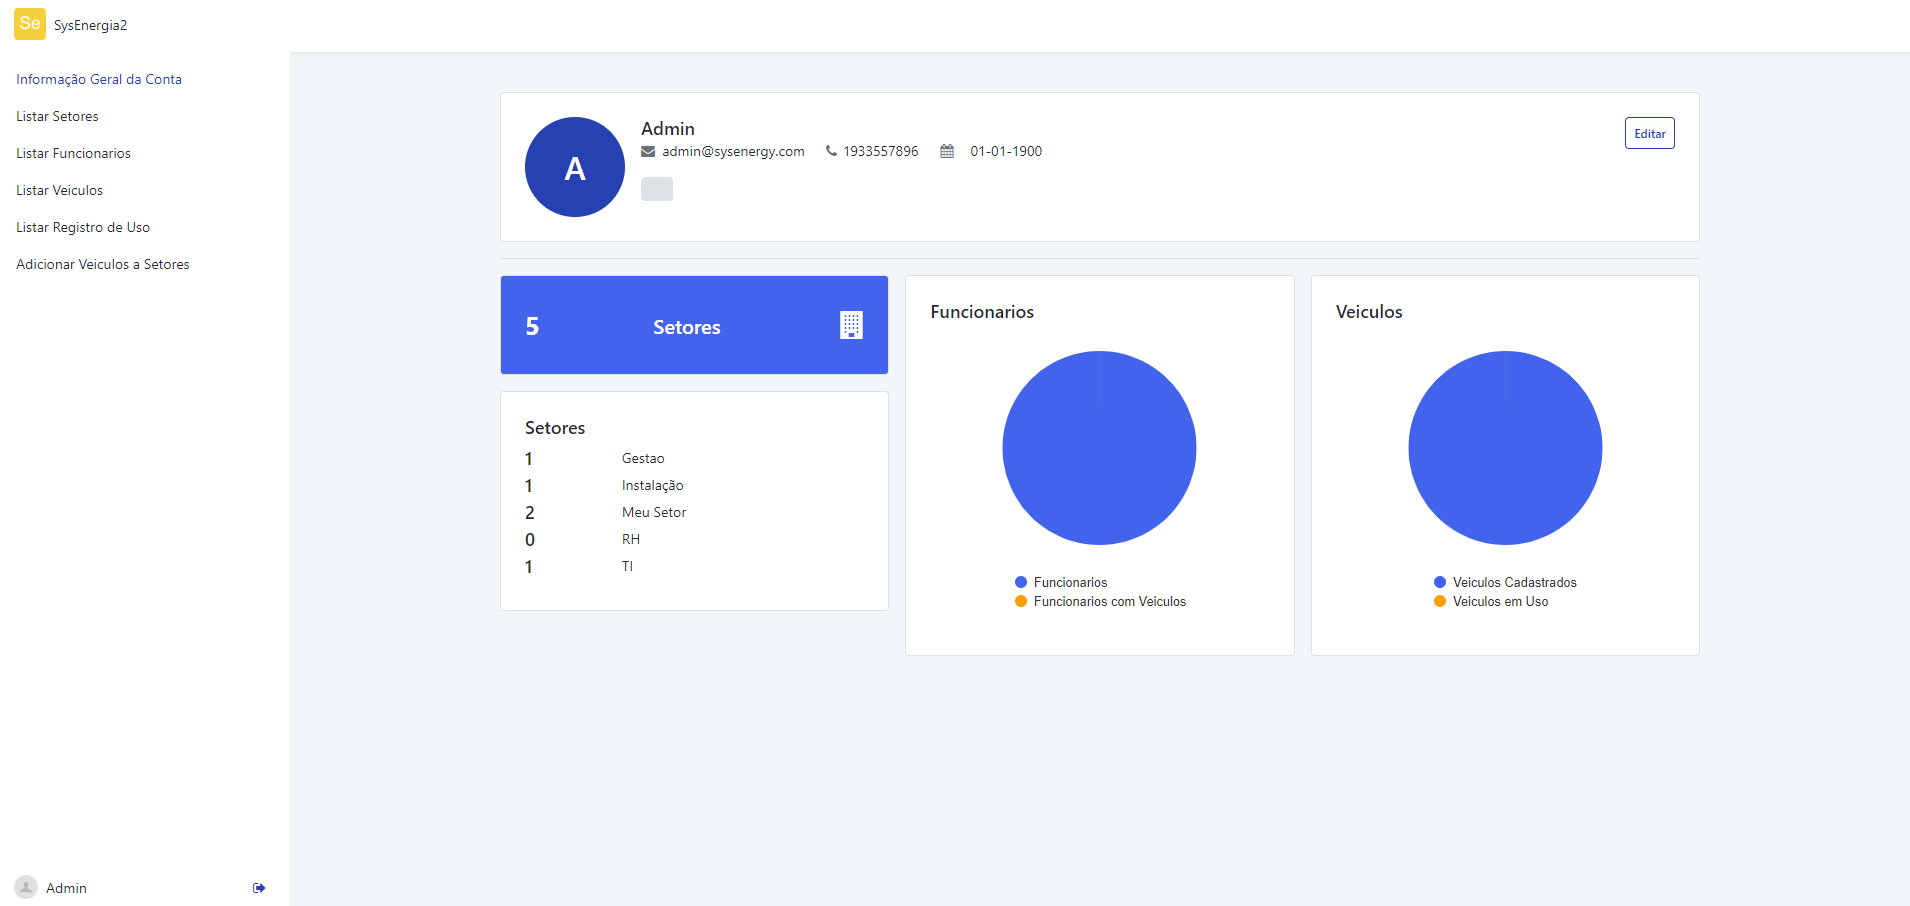 Se SysEnergia2
Informação Geral da Conta
Listar Setores
Listar Funcionarios
Listar Veiculos
Listar Registro de Uso
Adicionar Veiculos a Setores
A
Admin
admin@sysenergy.com 1933557896 01-01-1900
Editar
5 Setores
Setores
1 Gestao
1 Instalação
2 Meu Setor
0 RH
1 TI
Funcionarios
Funcionarios
Funcionarios com Veiculos
Veiculos
Veiculos Cadastrados
Veiculos em Uso
Admin